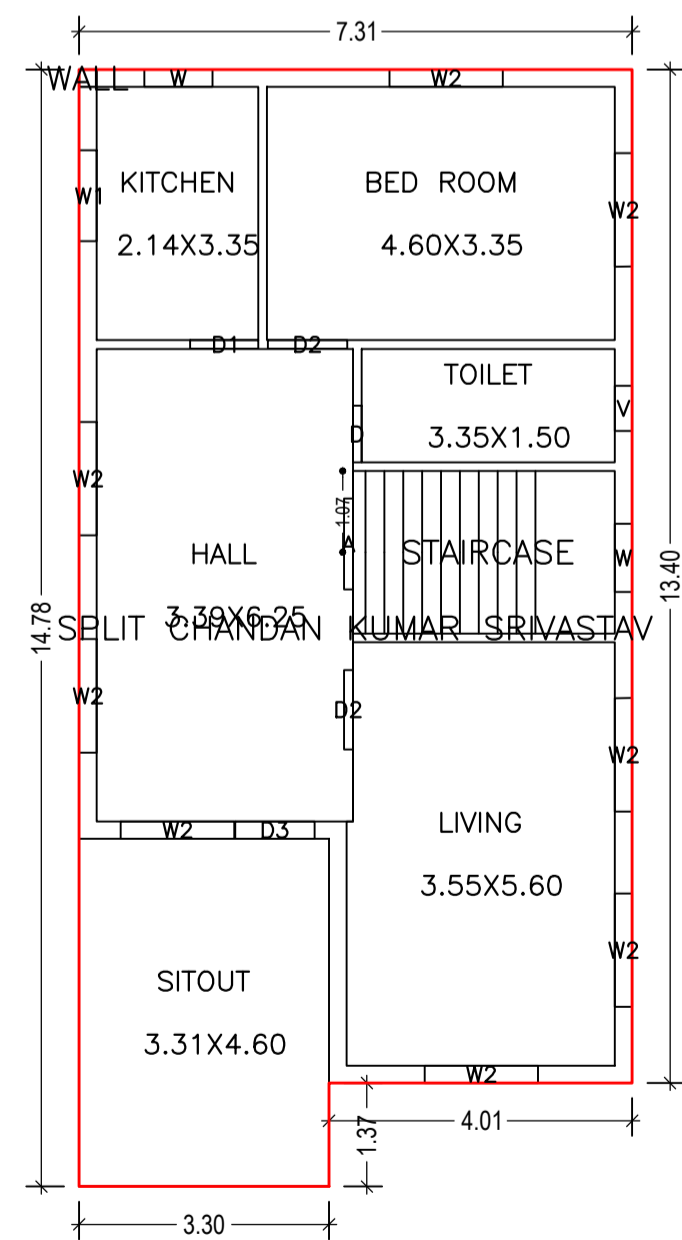 7.31
WALL
W
W2
KITCHEN
BED ROOM
W1
W2
2.14X3.35
4.60X3.35
D1
D2
TOILET
V
D
3.35X1.50
W2
1.07
A
HALL
STAIRCASE
W
13.40
3.39X6.25
14.78
SPLIT CHANDAN KUMAR SRIVASTAV
W2
D2
W2
LIVING
W2
D3
3.55X5.60
W2
SITOUT
3.31X4.60
W2
4.01
1.37
3.30